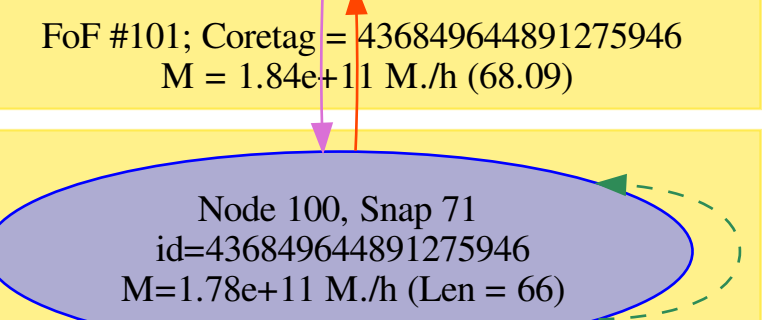 FoF #101; Coretag = 436849644891275946
M = 1.84e+11 M./h (68.09)
Node 100, Snap 71
id=436849644891275946
M=1.78e+11 M./h (Len = 66)